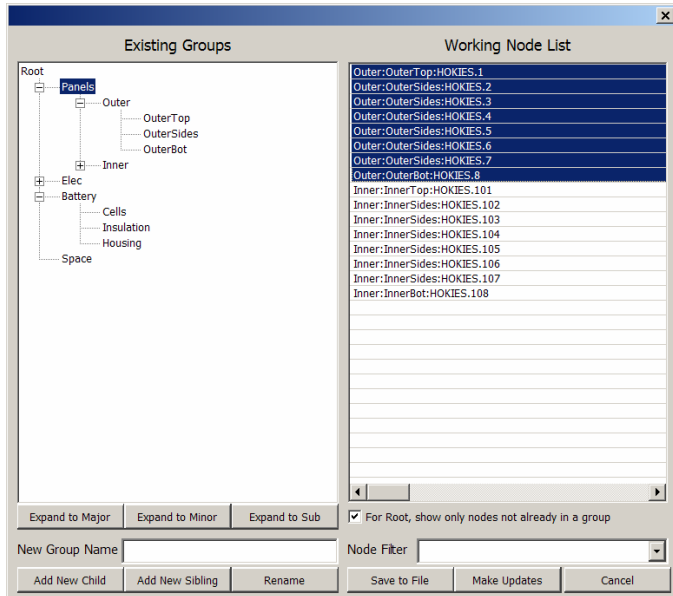 Existing Groups
Root
Panels
Outer
OuterTop
OuterSides
OuterBot
Inner
Elec
Battery
Cells
Insulation
Housing
Space
Expand to Major
Expand to Minor
Expand to Sub
New Group Name
Add New Child
Add New Sibling
Rename
Working Node List
Outer:OuterTop:HOKIES.1
Outer:OuterSides:HOKIES.2
Outer:OuterSides:HOKIES.3
Outer:OuterSides:HOKIES.4
Outer:OuterSides:HOKIES.5
Outer:OuterSides:HOKIES.6
Outer:OuterSides:HOKIES.7
Outer:OuterBot:HOKIES.8
Inner:InnerTop:HOKIES.101
Inner:InnerSides:HOKIES.102
Inner:InnerSides:HOKIES.103
Inner:InnerSides:HOKIES.104
Inner:InnerSides:HOKIES.105
Inner:InnerSides:HOKIES.106
Inner:InnerSides:HOKIES.107
Inner:InnerBot:HOKIES.108
For Root, show only nodes not already in a group
Node Filter
Save to File
Make Updates
Cancel